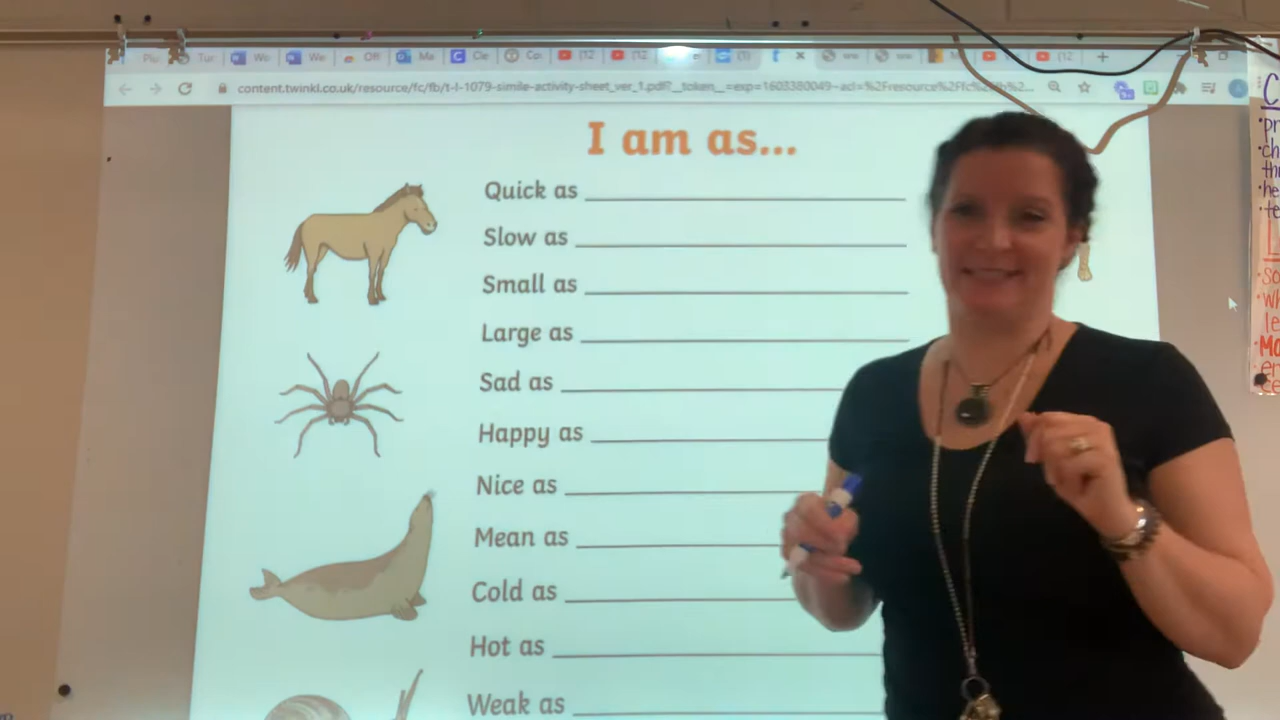 content.twinkl.co.uk/resource/fc/fb/t-l-1079-simile-activity-sheet_ver_1.pdf?__token__=exp=1603380049~acl=%2Fresource%2Ffc%2
I am as...
Quick as
Slow as
Small as
Large as
Sad as
Happy as
Nice as
Mean as
Cold as
Hot as
Weak as